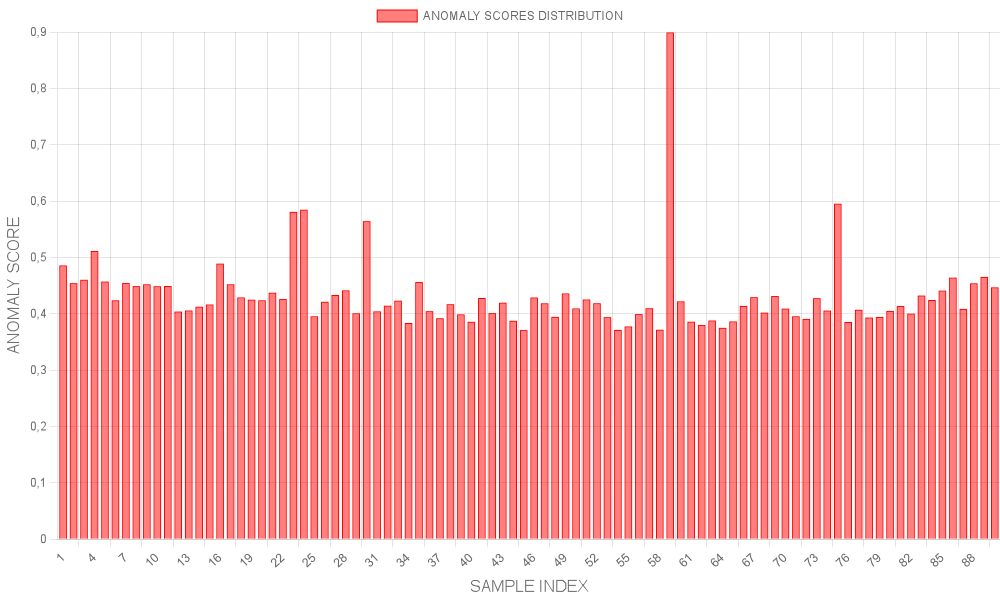 ANOMALY SCORES DISTRIBUTION
0,9
0,8
0,7
0,6
0,5
0,4
0,3
0,2
0,1
0
ANOMALY SCORE
1 4 7 10 13 16 19 22 25 28 31 34 37 40 43 46 49 52 55 58 61 64 67 70 73 76 79 82 85 88
SAMPLE INDEX